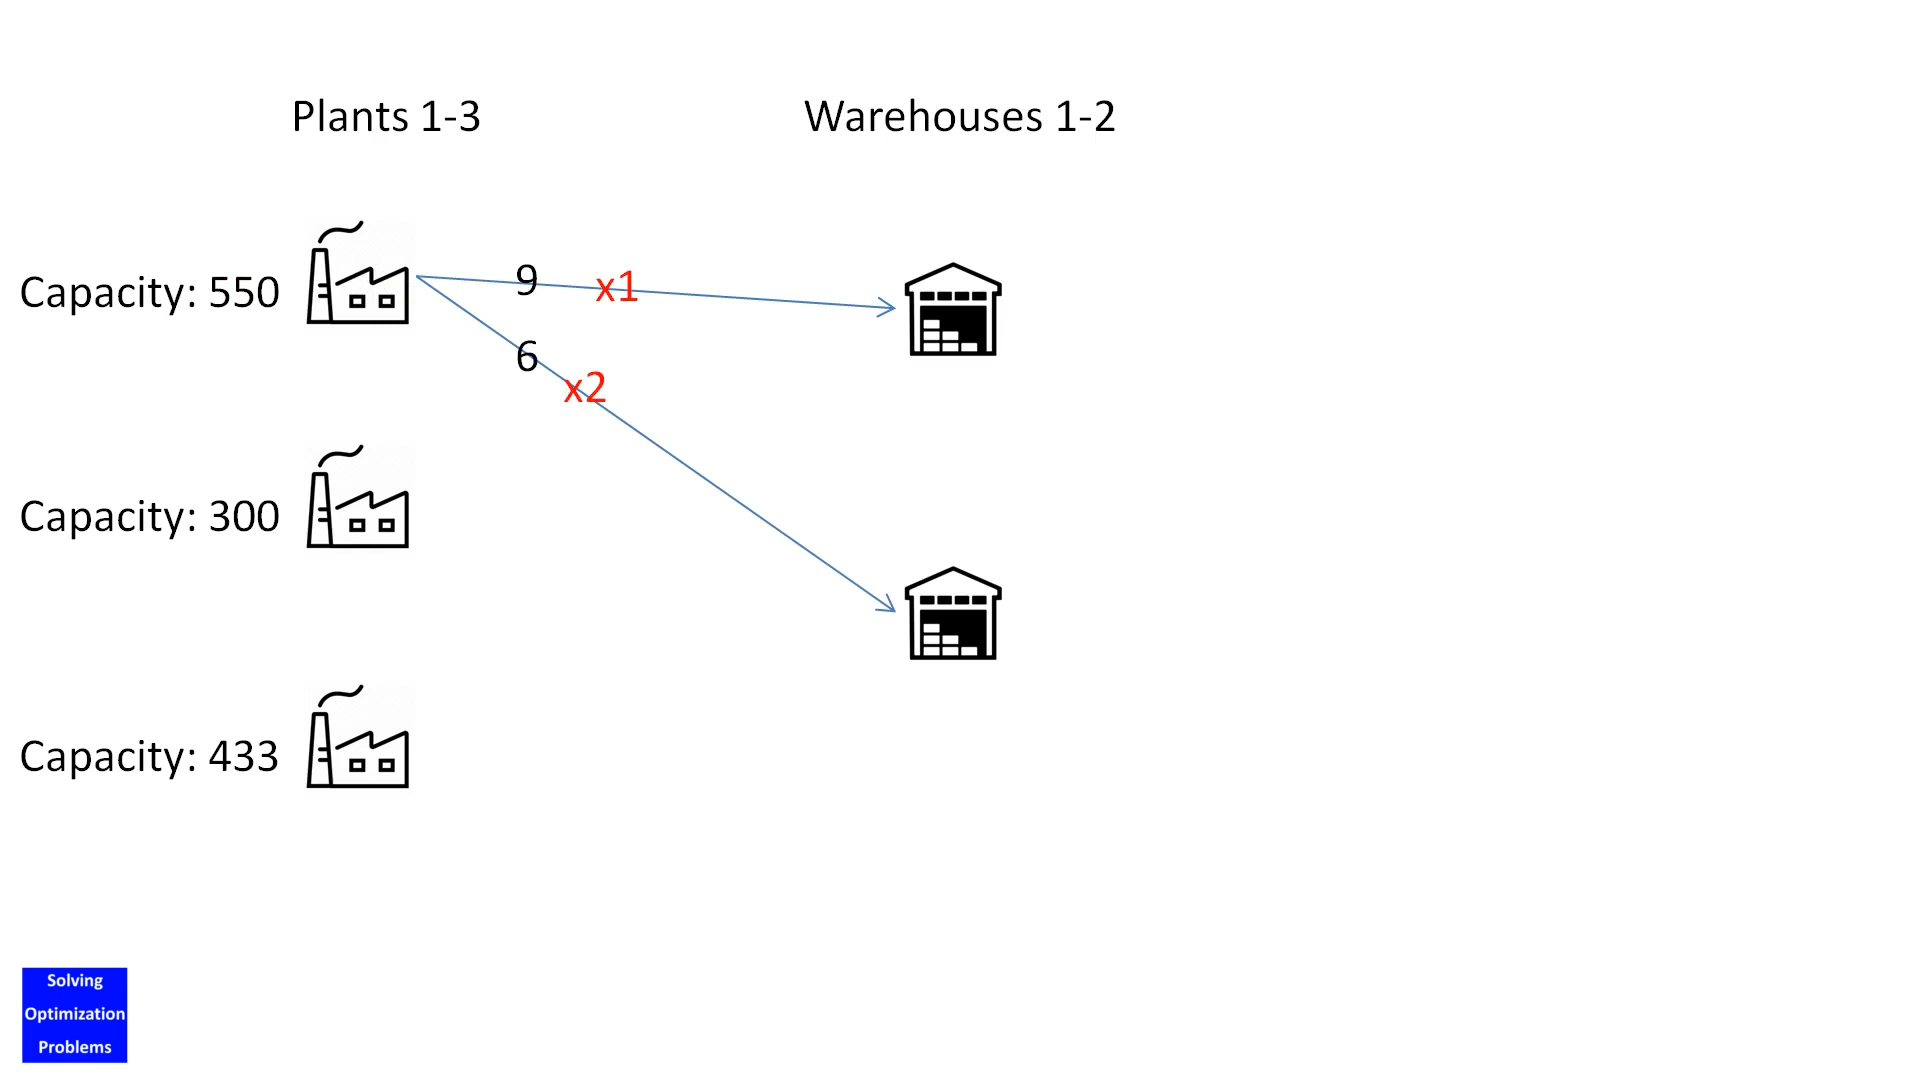 Plants 1-3
Warehouses 1-2
Capacity: 550
9
x1
6
x2
Capacity: 300
Capacity: 433
Solving
Optimization
Problems